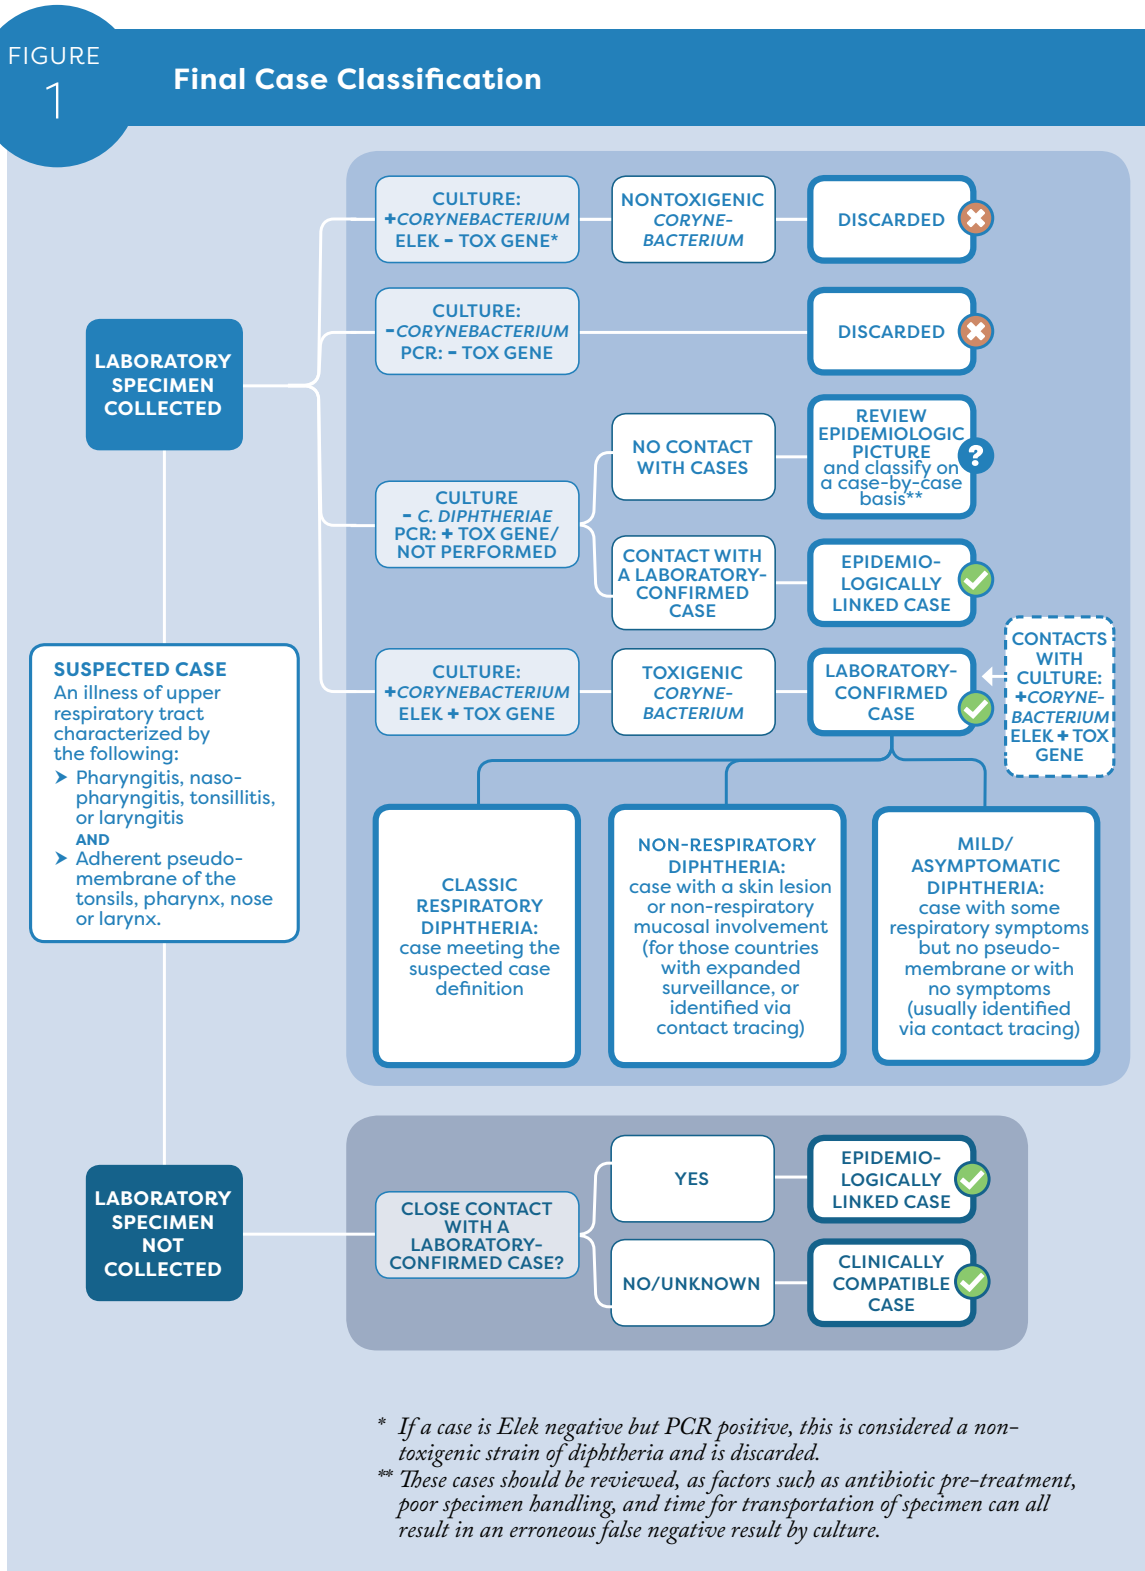 FIGURE
1
Final Case Classification
LABORATORY
SPECIMEN
COLLECTED
CULTURE:
+CORYNEBACTERIUM
ELEK - TOX GENE*
NONTOXIGENIC
CORYNE-
BACTERIUM
DISCARDED
CULTURE:
-CORYNEBACTERIUM
PCR: - TOX GENE
DISCARDED
CULTURE
- C. DIPHTHERIAE
PCR: + TOX GENE/
NOT PERFORMED
NO CONTACT
WITH CASES
REVIEW
EPIDEMIOLOGIC
PICTURE
and classify on
a case-by-case
basis**
?
CONTACT WITH
A LABORATORY-
CONFIRMED
CASE
EPIDEMIO-
LOGICALLY
LINKED CASE
CULTURE:
+CORYNEBACTERIUM
ELEK + TOX GENE
TOXIGENIC
CORYNE-
BACTERIUM
LABORATORY-
CONFIRMED
CASE
CONTACTS
WITH
CULTURE:
+CORYNE-
BACTERIUM
ELEK + TOX
GENE
SUSPECTED CASE
An illness of upper
respiratory tract
characterized by
the following:
➤ Pharyngitis, naso-
pharyngitis, tonsillitis,
or laryngitis
AND
➤ Adherent pseudo-
membrane of the
tonsils, pharynx, nose
or larynx.
CLASSIC
RESPIRATORY
DIPHTHERIA:
case meeting the
suspected case
definition
NON-RESPIRATORY
DIPHTHERIA:
case with a skin lesion
or non-respiratory
mucosal involvement
(for those countries
with expanded
surveillance, or
identified via
contact tracing)
MILD/
ASYMPTOMATIC
DIPHTHERIA:
case with some
respiratory symptoms
but no pseudo-
membrane or with
no symptoms
(usually identified
via contact tracing)
LABORATORY
SPECIMEN
NOT
COLLECTED
CLOSE CONTACT
WITH A
LABORATORY-
CONFIRMED CASE?
YES
EPIDEMIO-
LOGICALLY
LINKED CASE
NO/UNKNOWN
CLINICALLY
COMPATIBLE
CASE
* If a case is Elek negative but PCR positive, this is considered a non-
toxigenic strain of diphtheria and is discarded.
** These cases should be reviewed, as factors such as antibiotic pre-treatment,
poor specimen handling, and time for transportation of specimen can all
result in an erroneous false negative result by culture.